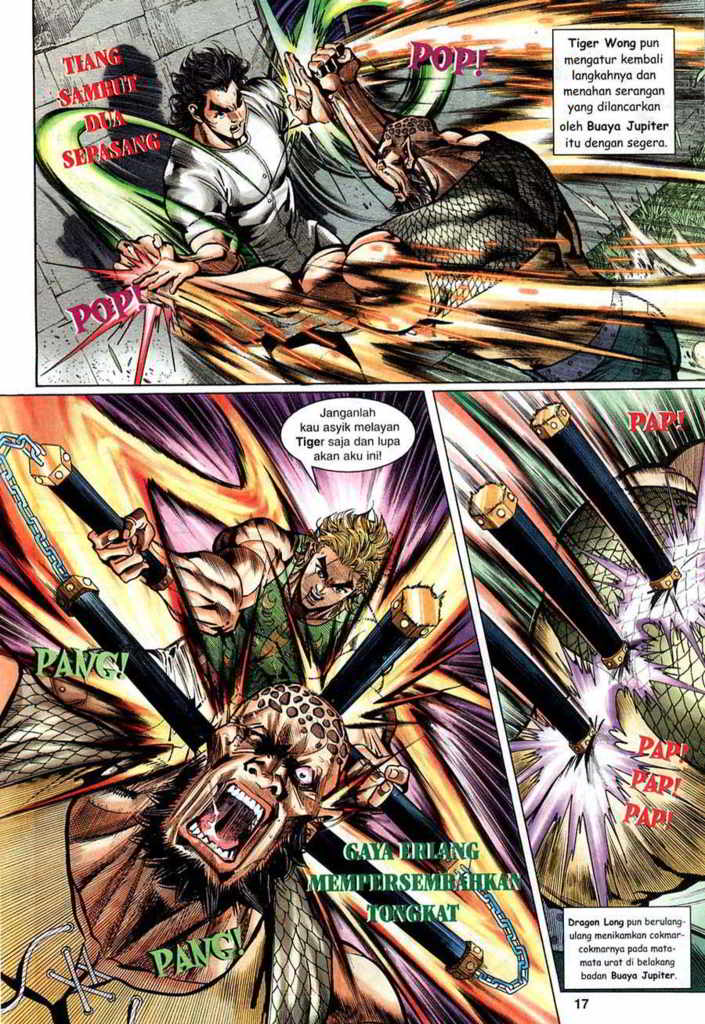 TIANG
SAMBUT
DUA
SEPASANG
POP!
Tiger Wong pun
mengatur kembali
langkahnya dan
menahan serangan
yang dilancarkan
oleh Buaya Jupiter
itu dengan segera.
POP!
Janganlah
kau asyik melayan
Tiger saja dan lupa
akan aku ini!
PANG!
GAYA ERLANG
MEMPERSEMBAHKAN
TONGKAT
PANG!
PAP!
PAP!
PAP!
PAP!
Dragon Long pun berulang-
ulang menikamkan cokmar-
cokmarnya pada mata-
mata urat di belakang
badan Buaya Jupiter.
17